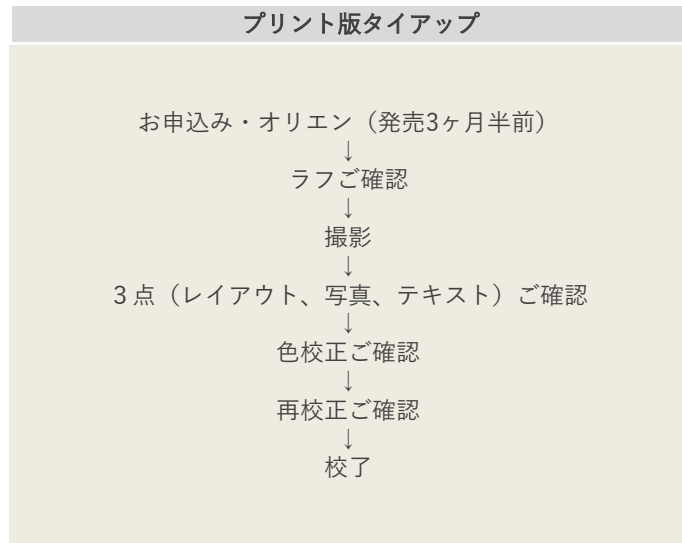 プリント版タイアップ
お申込み・オリエン（発売3ヶ月半前）
↓
ラフご確認
↓
撮影
↓
３点（レイアウト、写真、テキスト）ご確認
↓
色校正ご確認
↓
再校正ご確認
↓
校了